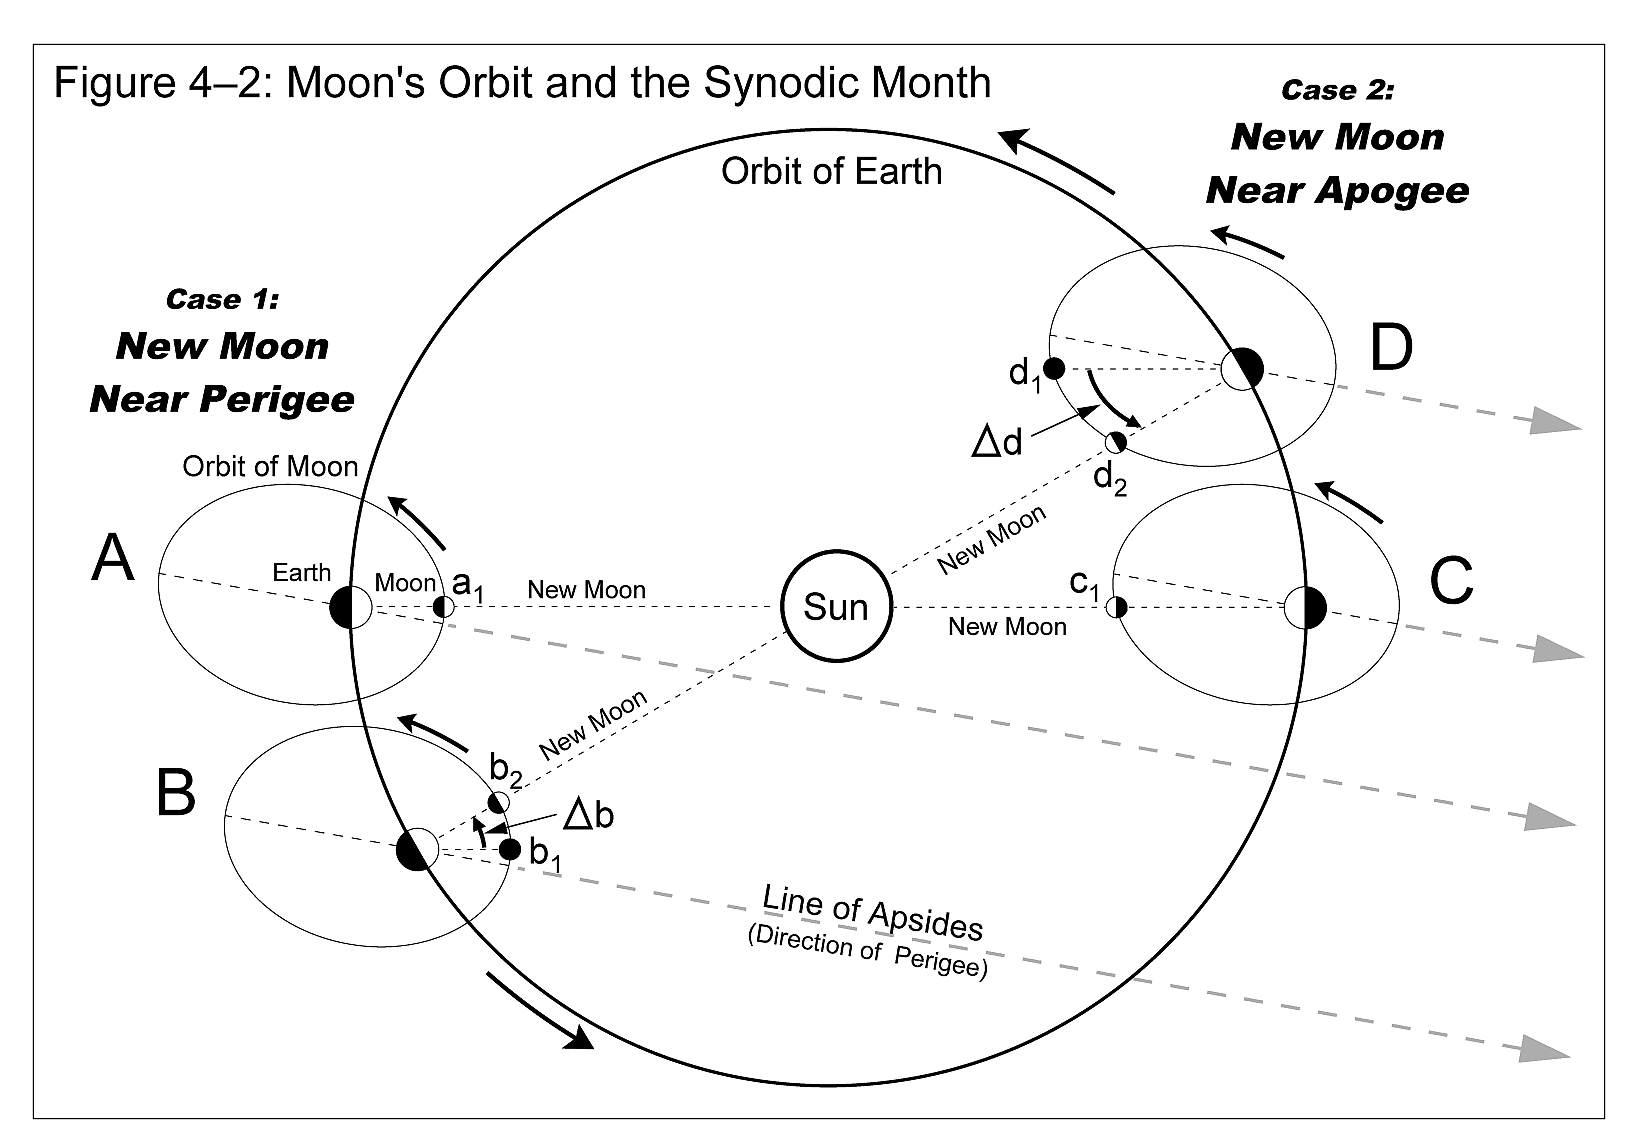 Figure 4–2: Moon's Orbit and the Synodic Month
Case 2:
New Moon
Near Apogee
Orbit of Earth
Case 1:
New Moon
Near Perigee
D
d1
Δd
d2
Orbit of Moon
New Moon
A
Earth
Moon
a1
New Moon
Sun
c1
C
New Moon
New Moon
B
b2
Δb
b1
Line of Apsides
(Direction of Perigee)